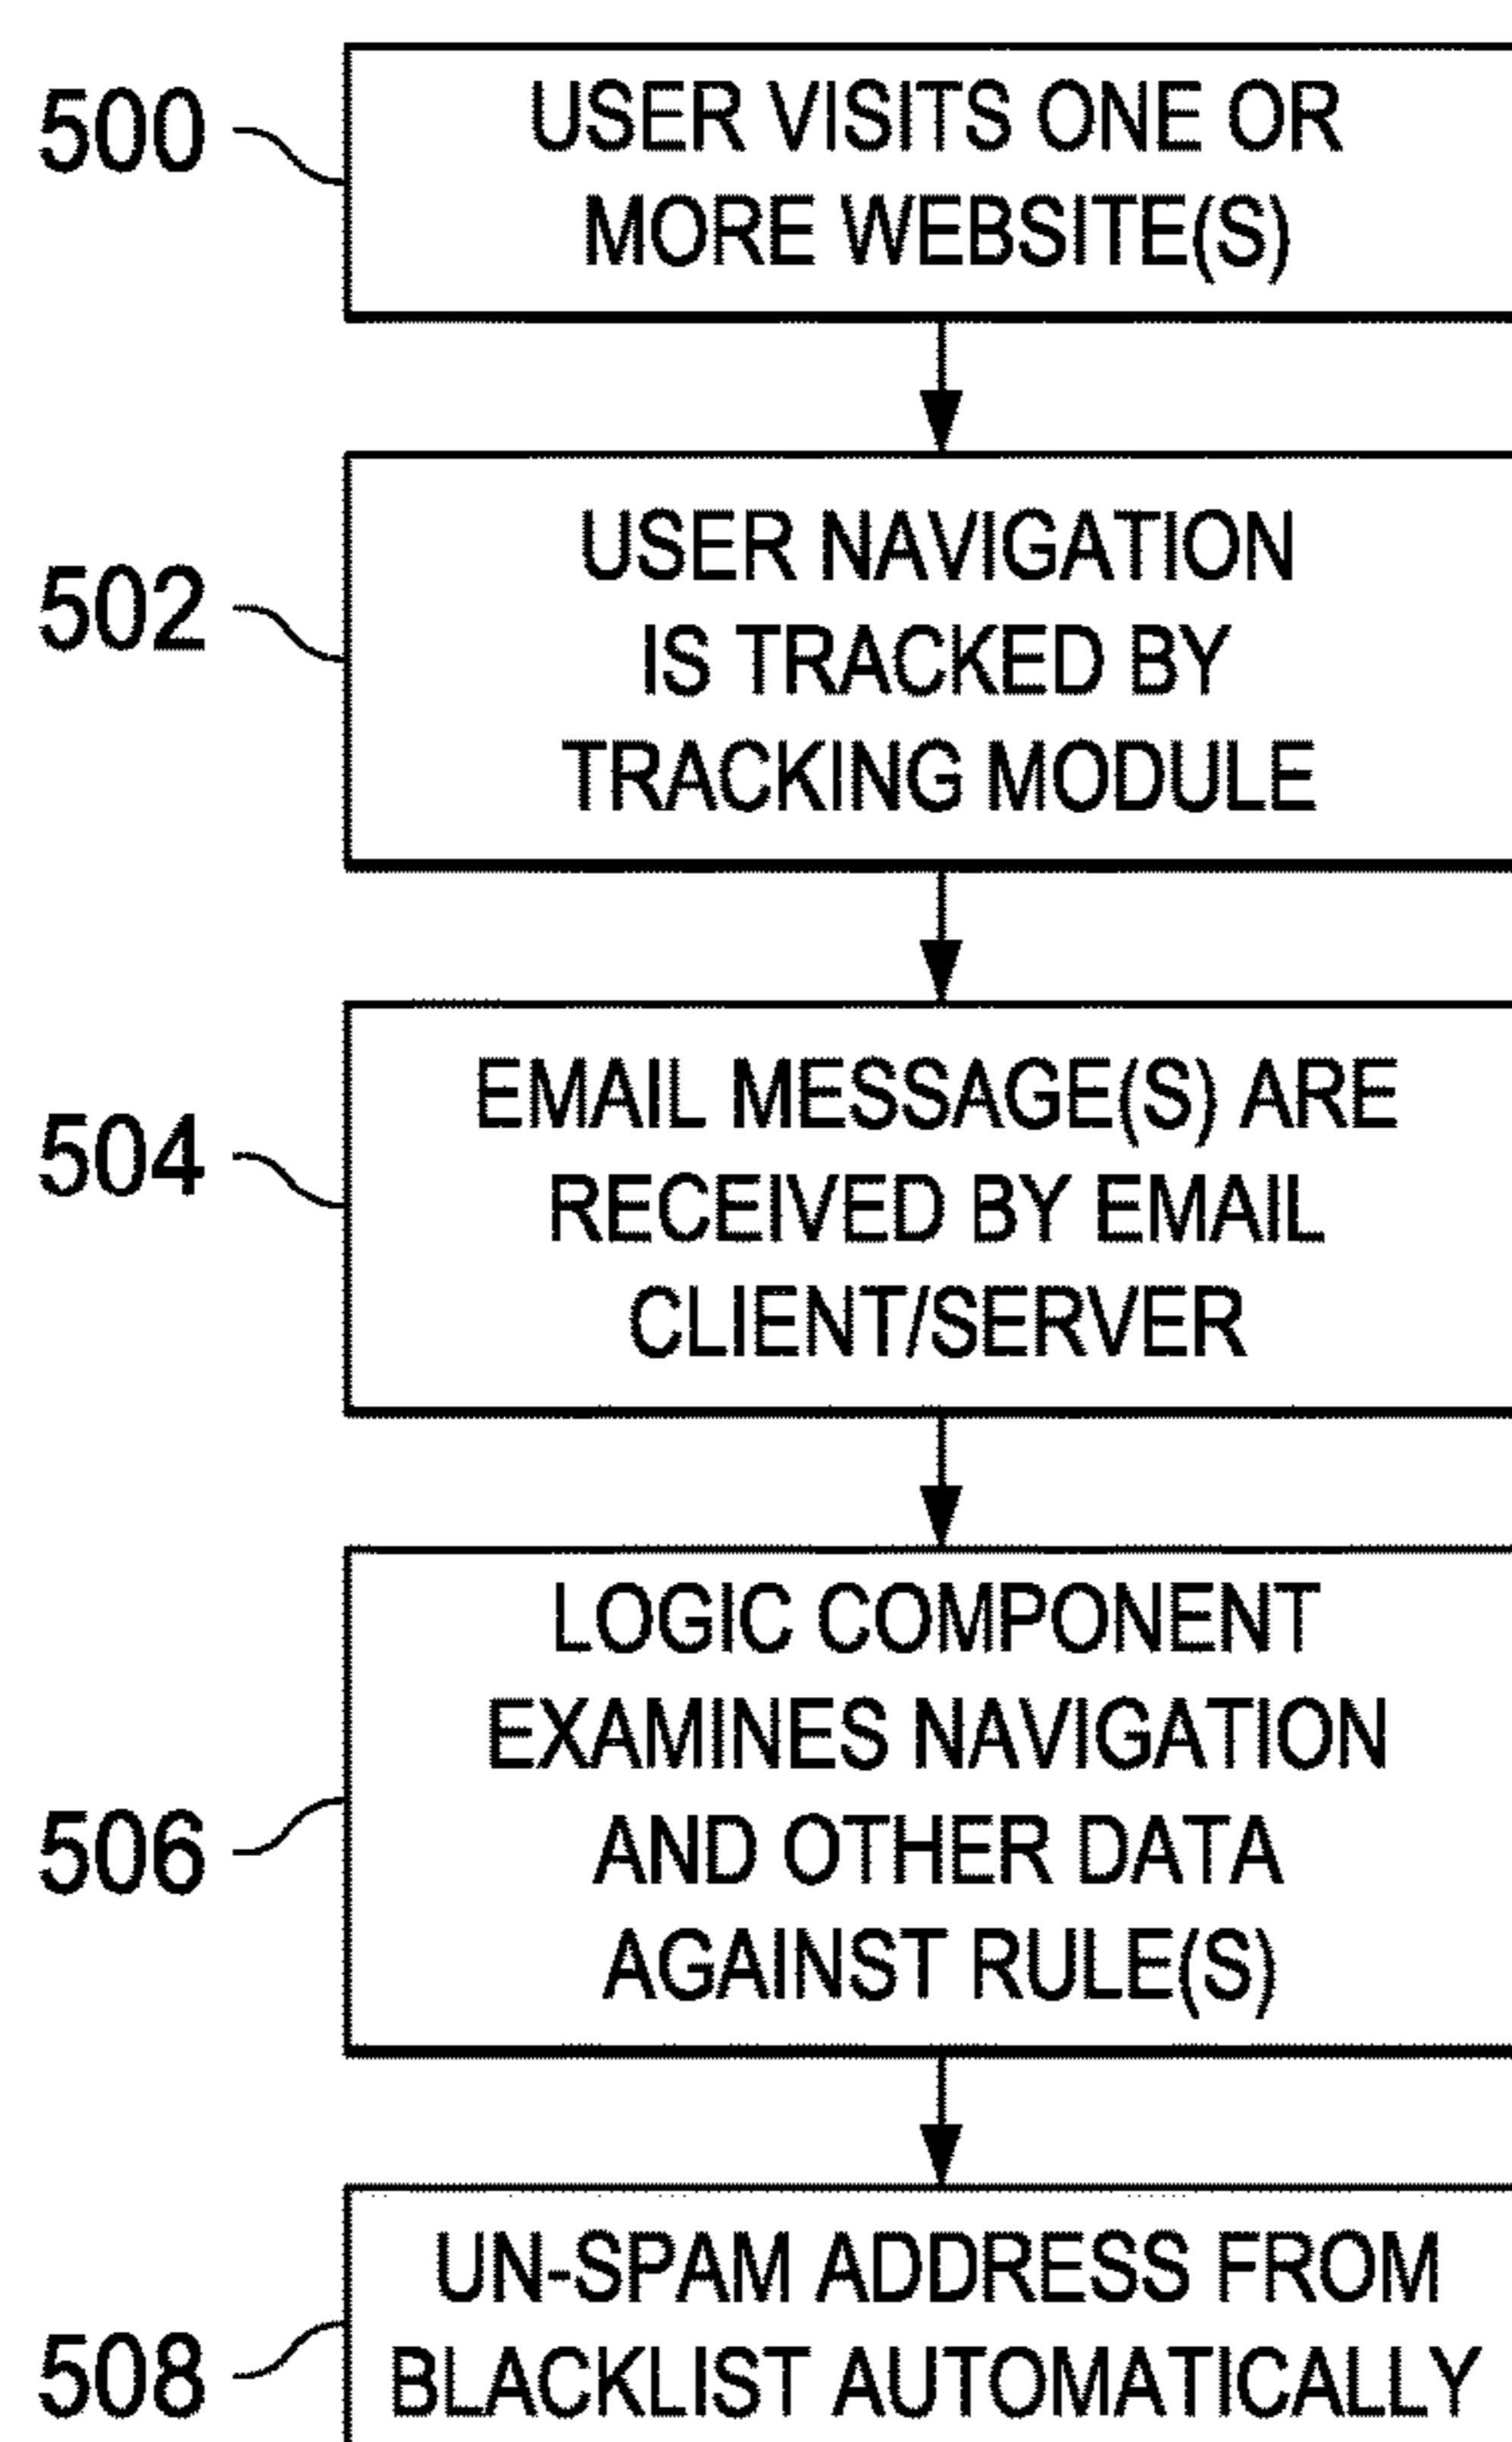 500
USER VISITS ONE OR
MORE WEBSITE(S)
502
USER NAVIGATION
IS TRACKED BY
TRACKING MODULE
504
EMAIL MESSAGE(S) ARE
RECEIVED BY EMAIL
CLIENT/SERVER
506
LOGIC COMPONENT
EXAMINES NAVIGATION
AND OTHER DATA
AGAINST RULE(S)
508
UN-SPAM ADDRESS FROM
BLACKLIST AUTOMATICALLY